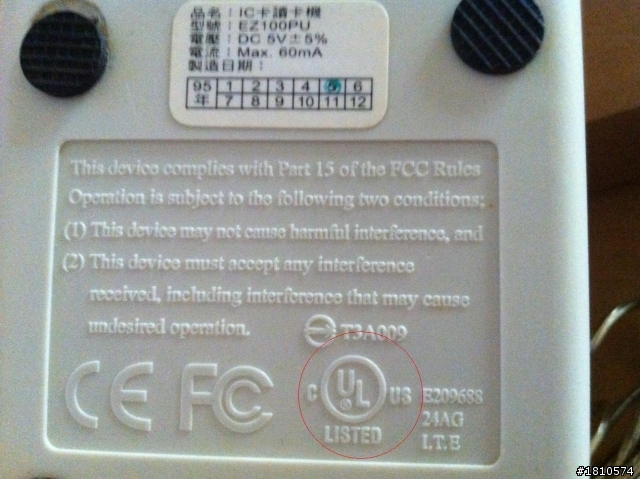 品名：IC卡讀卡機
型號：EZ100PU
電壓：DC 5V±5%
電流：Max. 60mA
製造日期：
95年 1 2 3 4 5 6
7 8 9 10 11 12
This device complies with Part 15 of the FCC Rules
Operation is subject to the following two conditions;
(1) This device may not cause harmful interference, and
(2) This device must accept any interference
received, including interference that may cause
undesired operation.
T3A009
CE FC C UL ® US LISTED
E209688
24AG
I.T.E
#1810574